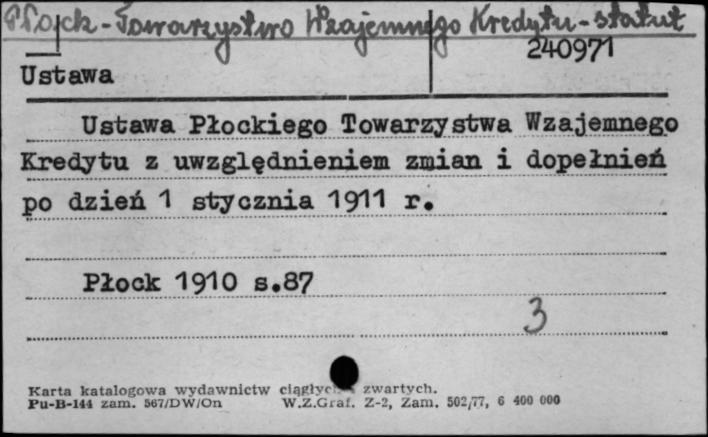 Płock - Towarzystwo Wzajemnego Kredytu - statut
240971
Ustawa
Ustawa Płockiego Towarzystwa Wzajemnego
Kredytu z uwzględnieniem zmian i dopełnień
po dzień 1 stycznia 1911 r.
Płock 1910 s.87
3
Karta katalogowa wydawnictw zwartych.
Pu-B-144 zam. 567/DW/On W.Z.Graf. Z-2, Zam. 502/77, 6 400 000